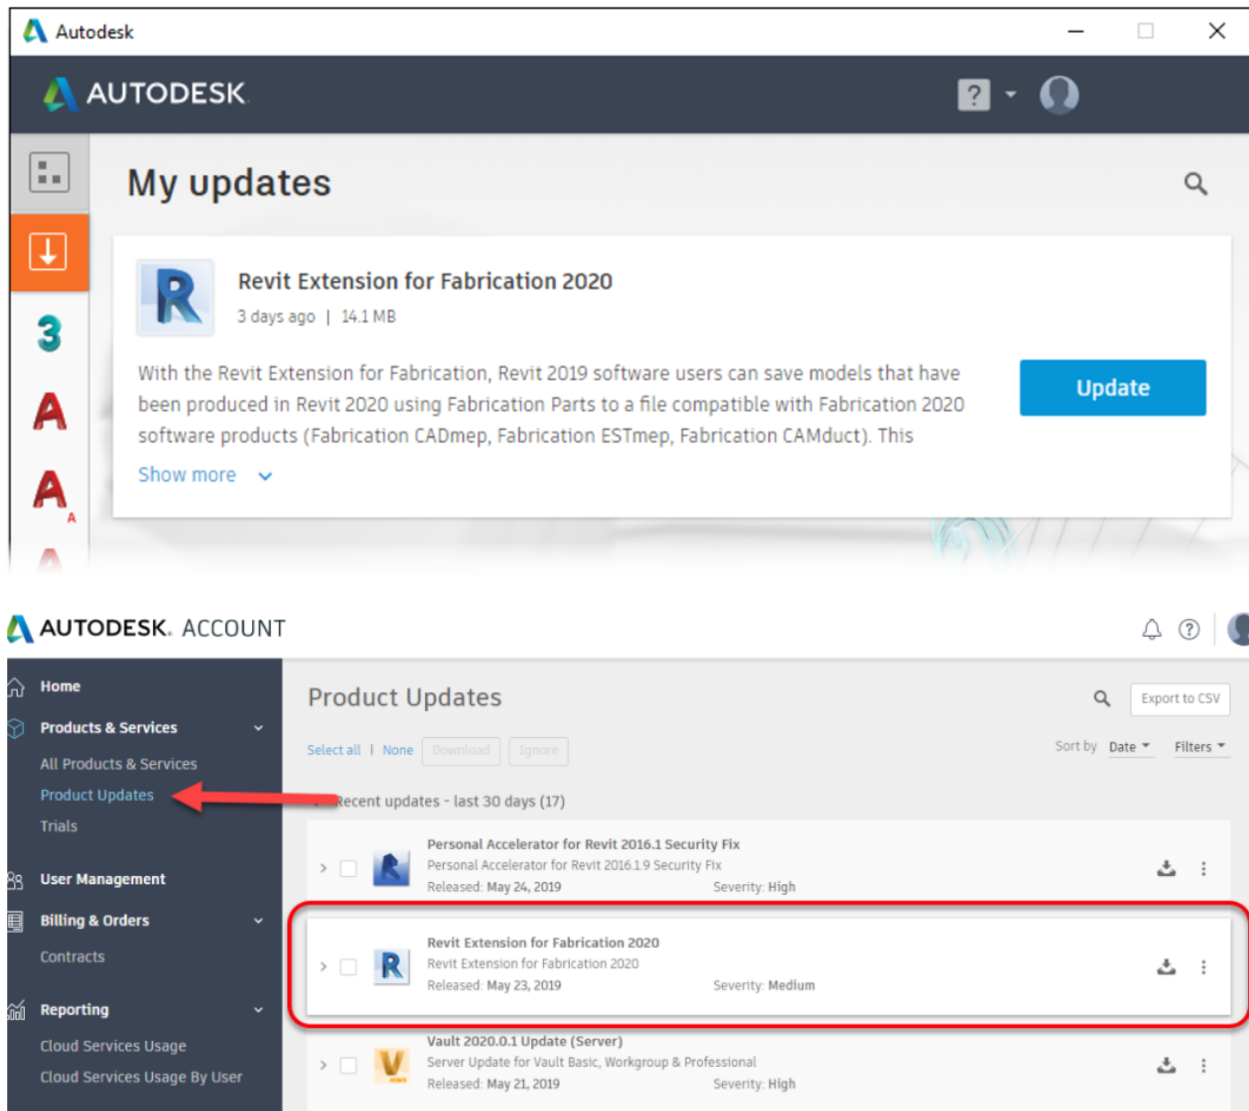 Autodesk
AUTODESK.
?
My updates
Revit Extension for Fabrication 2020
3 days ago | 14.1 MB
With the Revit Extension for Fabrication, Revit 2019 software users can save models that have
been produced in Revit 2020 using Fabrication Parts to a file compatible with Fabrication 2020
software products (Fabrication CADmep, Fabrication ESTmep, Fabrication CAMduct). This
Update
Show more
AUTODESK. ACCOUNT
?
Home
Products & Services
All Products & Services
Product Updates
Trials
User Management
Billing & Orders
Contracts
Reporting
Cloud Services Usage
Cloud Services Usage By User
Product Updates
Export to CSV
Select all | None Download Ignore
Sort by Date Filters
Recent updates - last 30 days (17)
Personal Accelerator for Revit 2016.1 Security Fix
Personal Accelerator for Revit 2016.1.9 Security Fix
Released: May 24, 2019 Severity: High
Revit Extension for Fabrication 2020
Revit Extension for Fabrication 2020
Released: May 23, 2019 Severity: Medium
Vault 2020.0.1 Update (Server)
Server Update for Vault Basic, Workgroup & Professional
Released: May 21, 2019 Severity: High